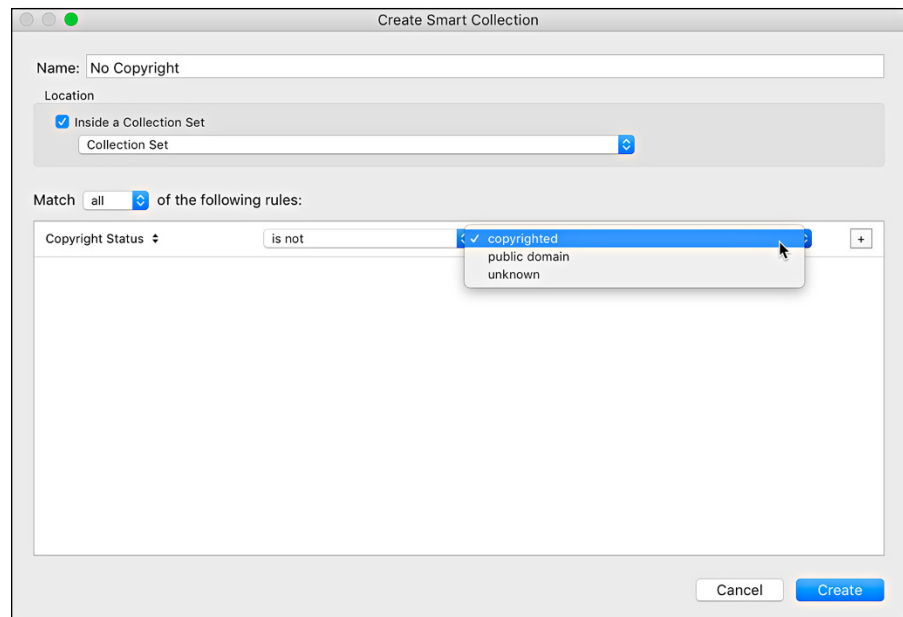 Create Smart Collection
Name: No Copyright
Location
Inside a Collection Set
Collection Set
Match all of the following rules:
Copyright Status is not ✓ copyrighted +
public domain
unknown
Cancel Create